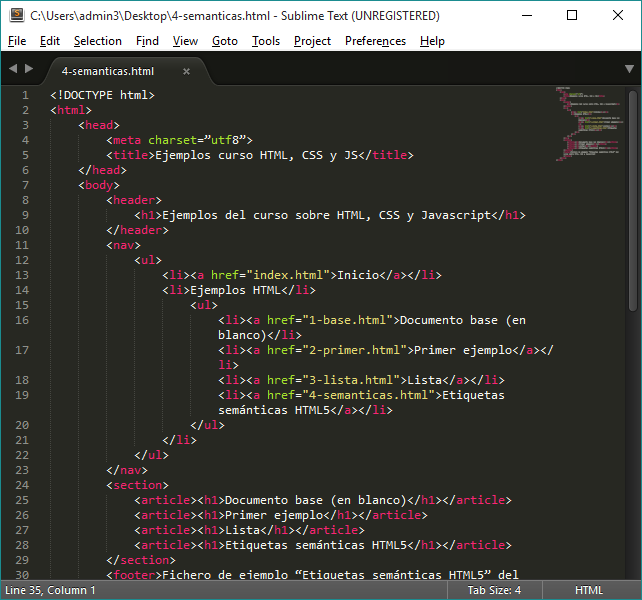 C:\Users\admin3\Desktop\4-semanticas.html - Sublime Text (UNREGISTERED)
File Edit Selection Find View Goto Tools Project Preferences Help
4-semanticas.html ×
1 <!DOCTYPE html>
2 <html>
3 <head>
4 <meta charset=”utf8”>
5 <title>Ejemplos curso HTML, CSS y JS</title>
6 </head>
7 <body>
8 <header>
9 <h1>Ejemplos del curso sobre HTML, CSS y Javascript</h1>
10 </header>
11 <nav>
12 <ul>
13 <li><a href="index.html">Inicio</a></li>
14 <li>Ejemplos HTML</li>
15 <ul>
16 <li><a href="1-base.html">Documento base (en
blanco)</li>
17 <li><a href="2-primer.html">Primer ejemplo</a></
li>
18 <li><a href="3-lista.html">Lista</a></li>
19 <li><a href="4-semanticas.html">Etiquetas
semánticas HTML5</a></li>
20 </ul>
21 </li>
22 </ul>
23 </nav>
24 <section>
25 <article><h1>Documento base (en blanco)</h1></article>
26 <article><h1>Primer ejemplo</h1></article>
27 <article><h1>Lista</h1></article>
28 <article><h1>Etiquetas semánticas HTML5</h1></article>
29 </section>
30 <footer>Fichero de ejemplo “Etiquetas semánticas HTML5” del
Line 35, Column 1 Tab Size: 4 HTML